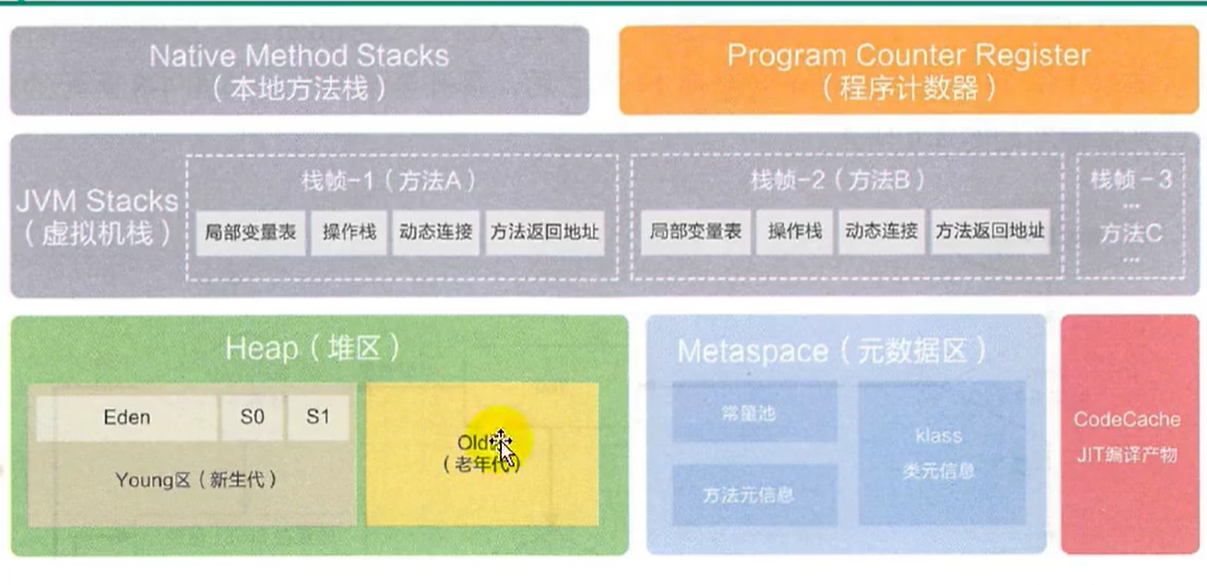 Native Method Stacks
（本地方法栈）
Program Counter Register
（程序计数器）
JVM Stacks
（虚拟机栈）
栈帧-1（方法A）
局部变量表
操作栈
动态连接
方法返回地址
栈帧-2（方法B）
局部变量表
操作栈
动态连接
方法返回地址
栈帧-3
...
方法C
...
Heap（堆区）
Eden
S0
S1
Young区（新生代）
Old
（老年代）
Metaspace（元数据区）
常量池
方法元信息
klass
类元信息
CodeCache
JIT编译产物